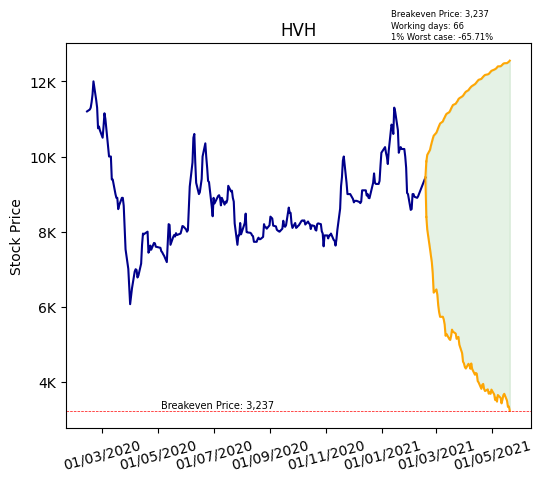 Breakeven Price: 3,237
Working days: 66
1% Worst case: -65.71%
HVH
12K
10K
8K
6K
4K
Stock Price
Breakeven Price: 3,237
01/03/2020
01/05/2020
01/07/2020
01/09/2020
01/11/2020
01/01/2021
01/03/2021
01/05/2021